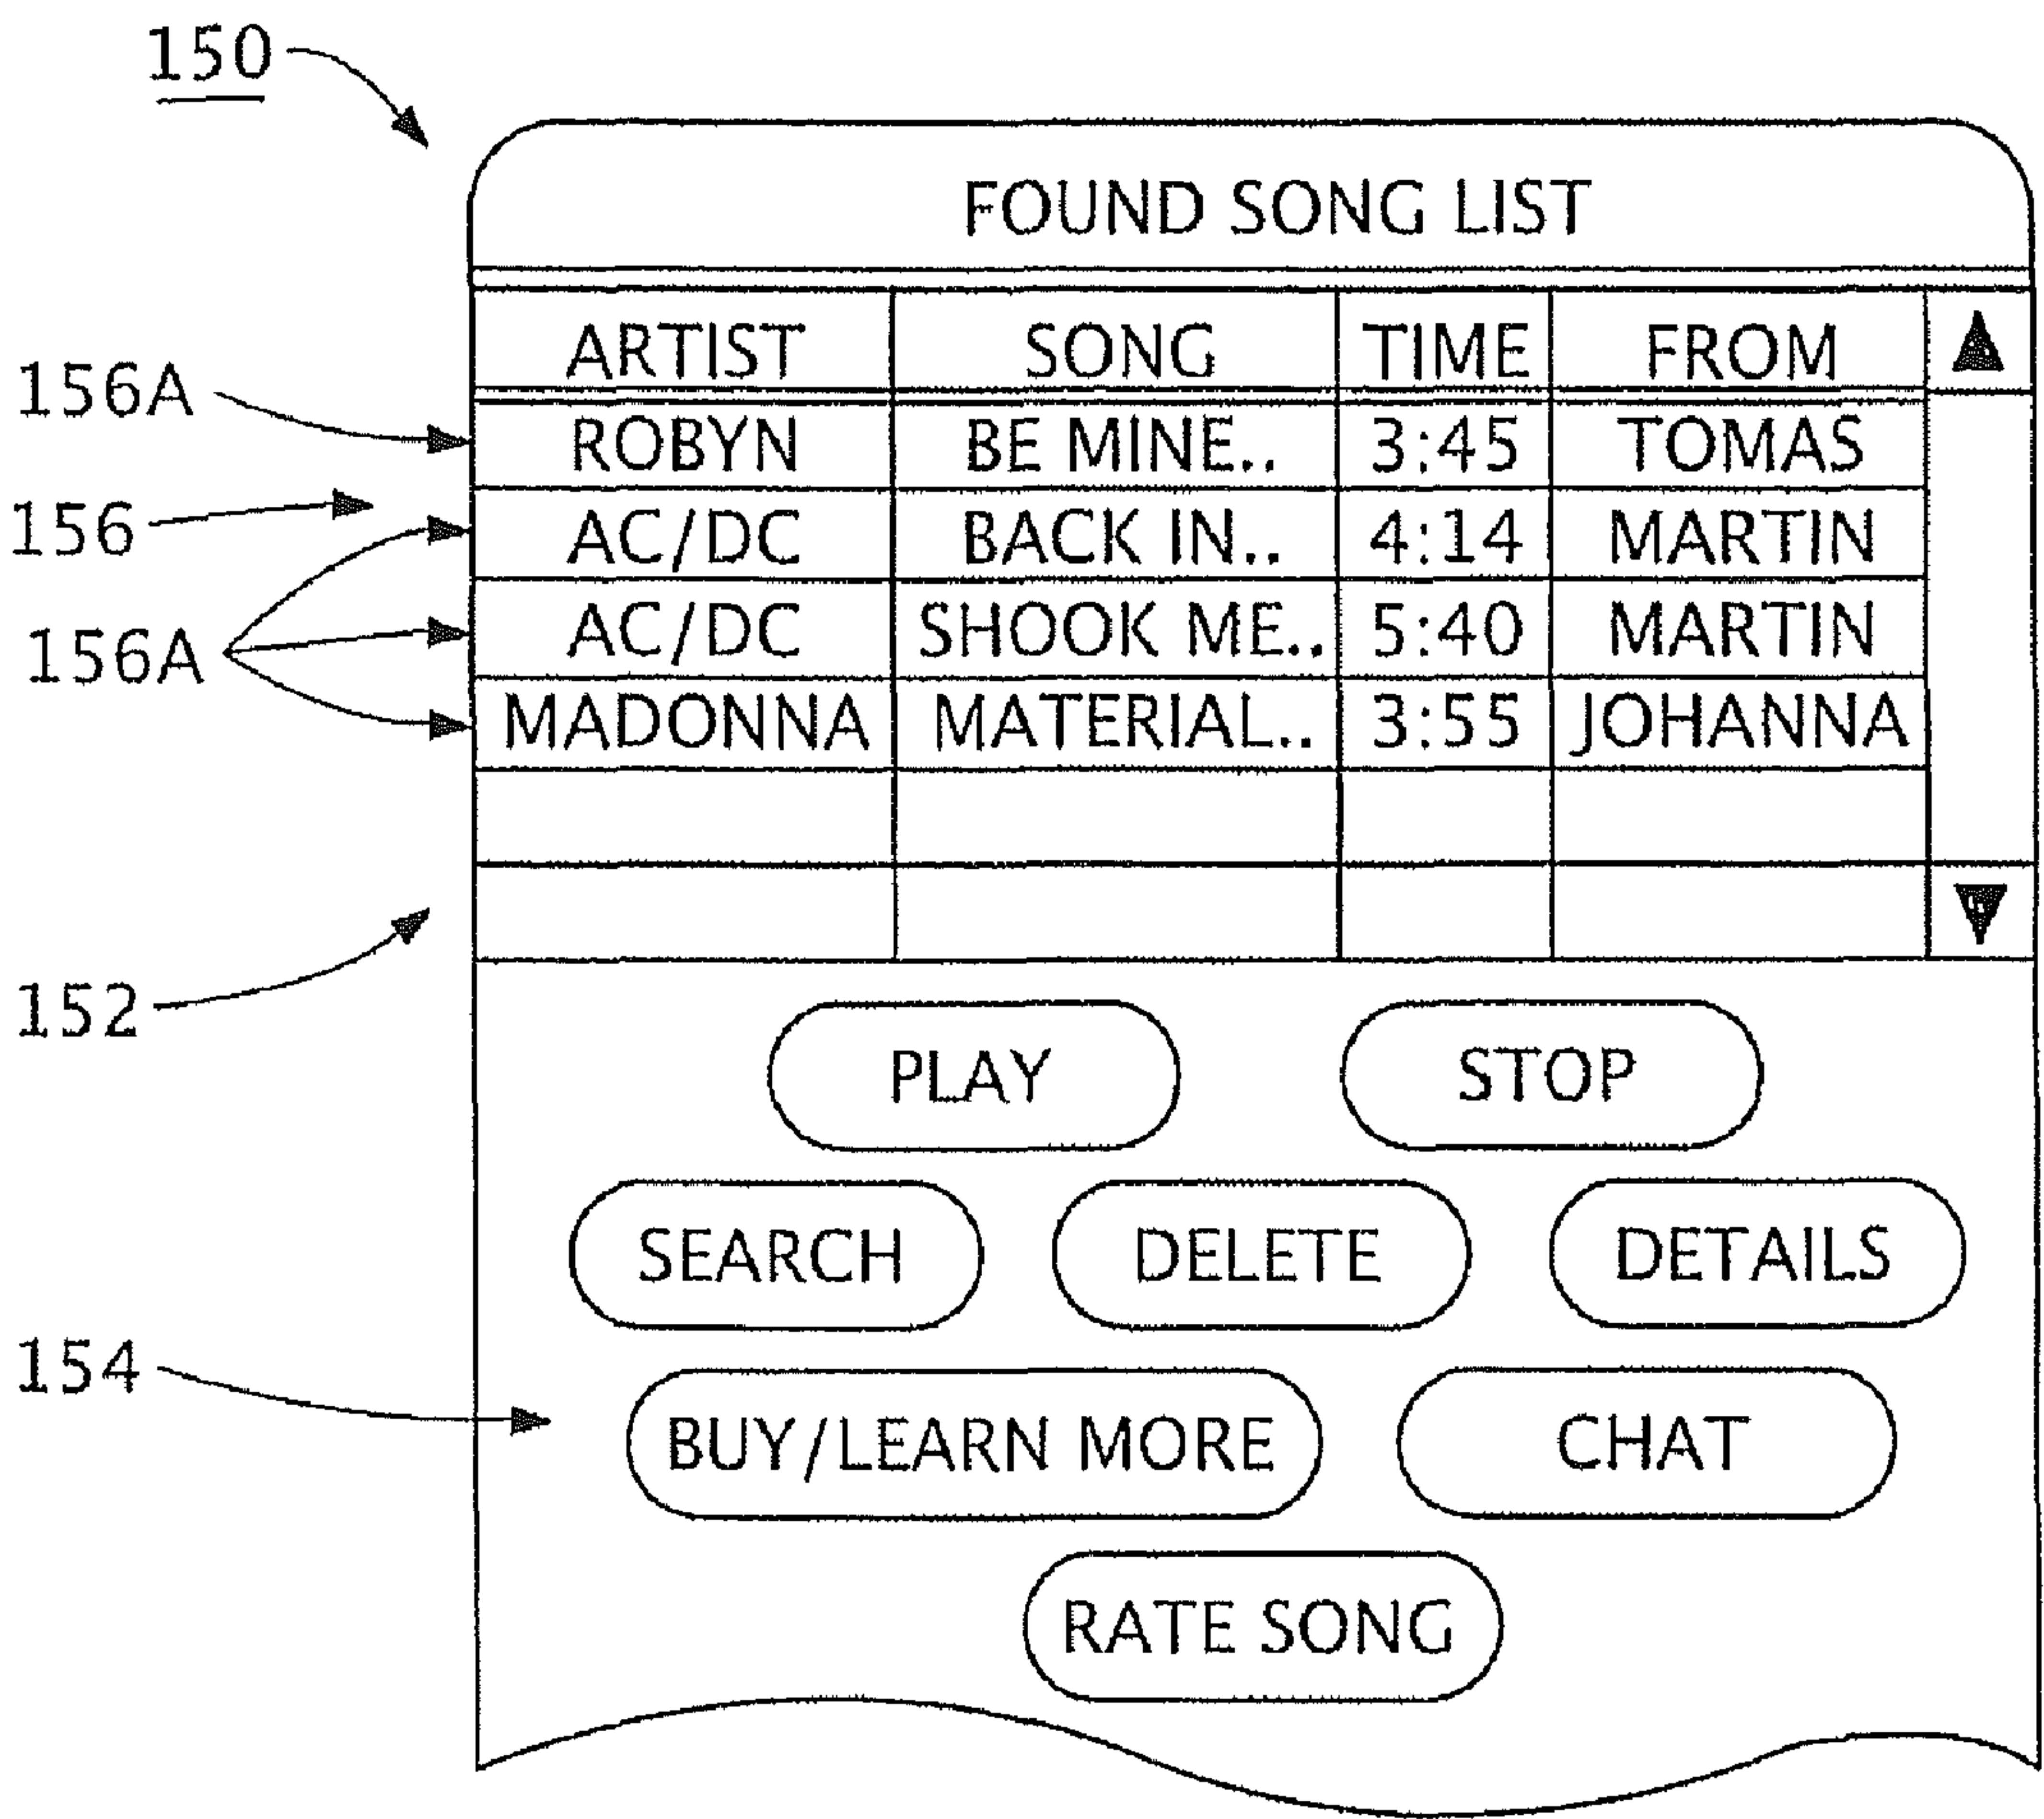 150
FOUND SONG LIST
ARTIST SONG TIME FROM
156A
ROBYN BE MINE.. 3:45 TOMAS
156
AC/DC BACK IN.. 4:14 MARTIN
156A
AC/DC SHOOK ME.. 5:40 MARTIN
MADONNA MATERIAL.. 3:55 JOHANNA
152
PLAY STOP
SEARCH DELETE DETAILS
154
BUY/LEARN MORE CHAT
RATE SONG